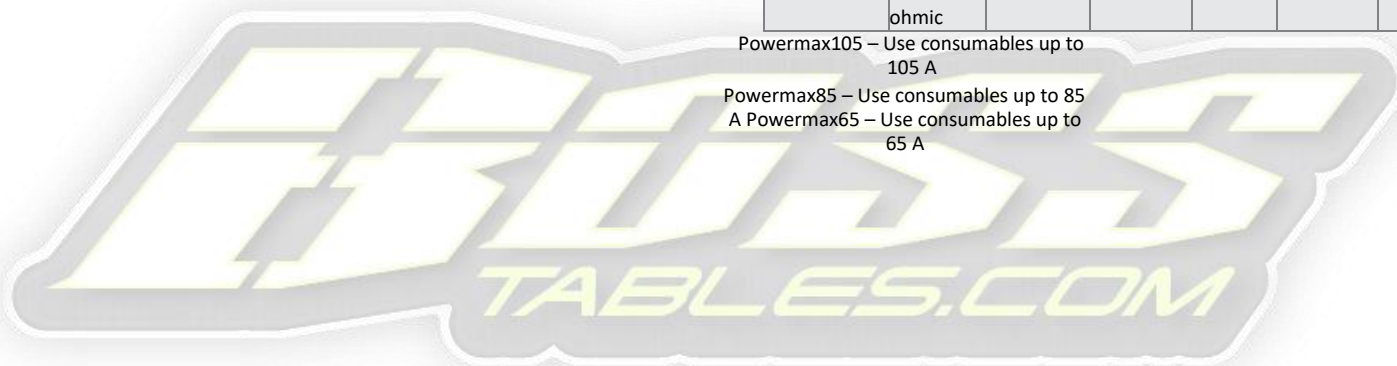 ohmic
Powermax105 – Use consumables up to
105 A
Powermax85 – Use consumables up to 85
A Powermax65 – Use consumables up to
65 A
BOSS
TABLES.COM